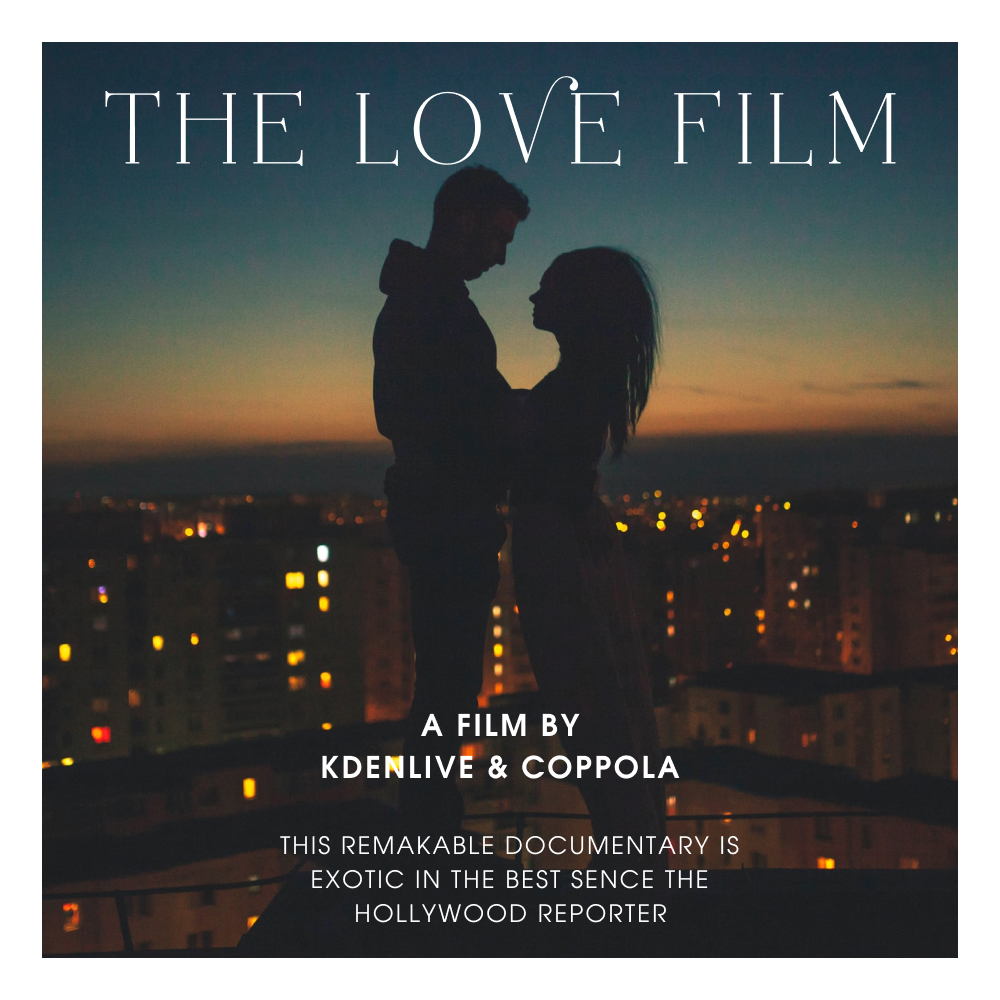 THE LOVE FILM
A FILM BY
KDENLIVE & COPPOLA
THIS REMAKABLE DOCUMENTARY IS
EXOTIC IN THE BEST SENCE THE
HOLLYWOOD REPORTER